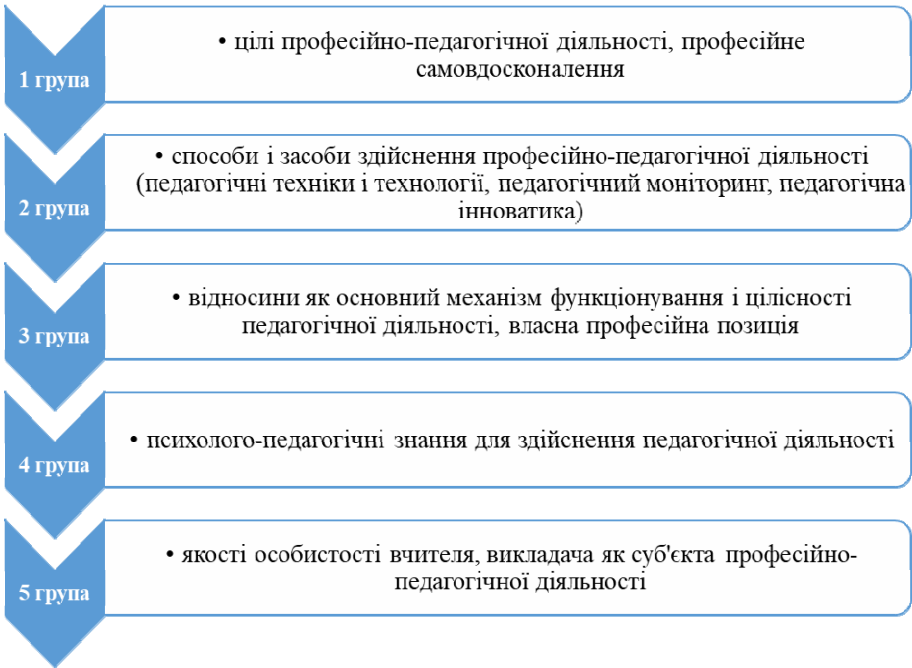 1 група
• цілі професійно-педагогічної діяльності, професійне
самовдосконалення
2 група
• способи і засоби здійснення професійно-педагогічної діяльності
(педагогічні техніки і технології, педагогічний моніторинг, педагогічна
інноватика)
3 група
• відносини як основний механізм функціонування і цілісності
педагогічної діяльності, власна професійна позиція
4 група
• психолого-педагогічні знання для здійснення педагогічної діяльності
5 група
• якості особистості вчителя, викладача як суб'єкта професійно-
педагогічної діяльності